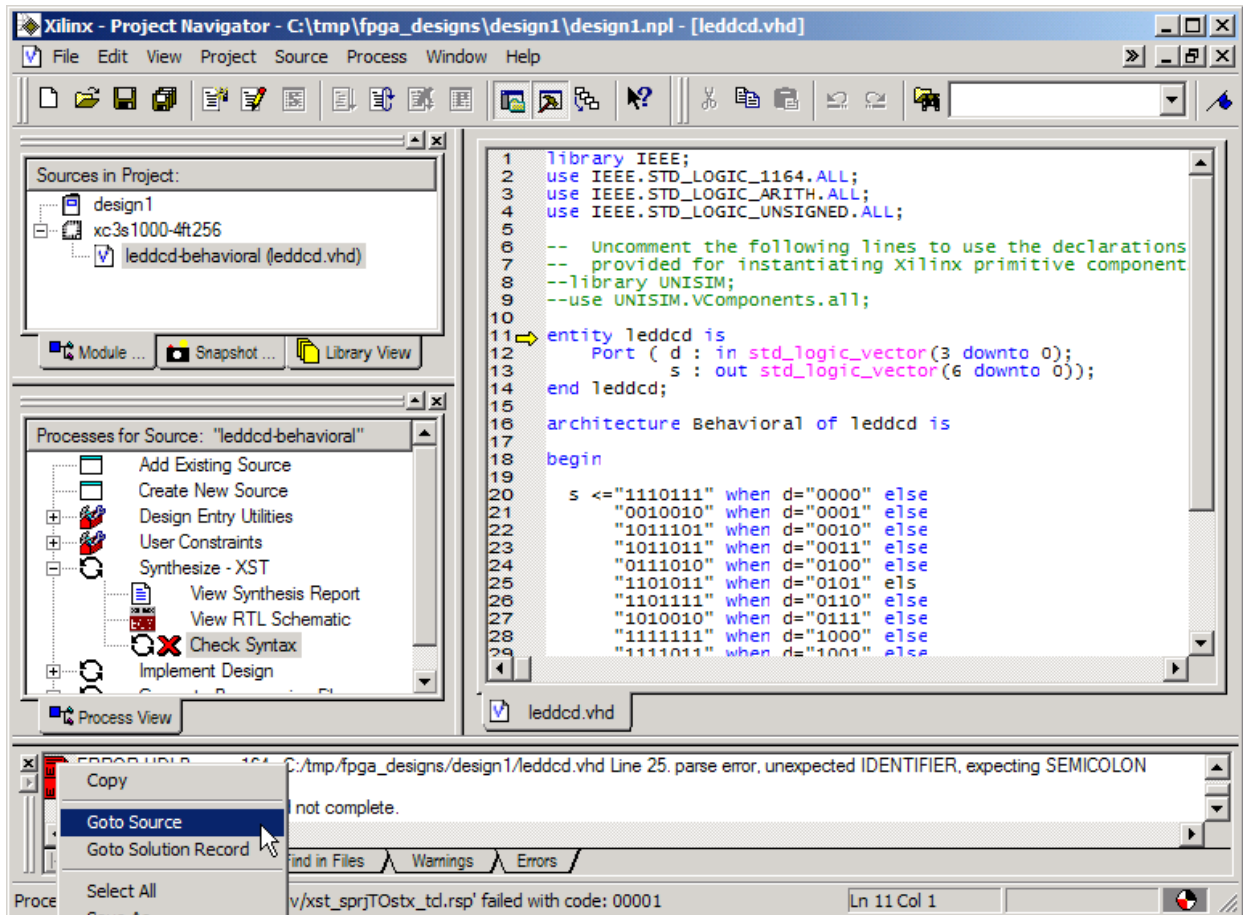 Xilinx - Project Navigator - C:\tmp\fpga_designs\design1\design1.npl - [leddcd.vhd]
File Edit View Project Source Process Window Help
Sources in Project:
design1
xc3s1000-4ft256
leddcd-behavioral (leddcd.vhd)
Module ... Snapshot ... Library View
Processes for Source: "leddcd-behavioral"
Add Existing Source
Create New Source
Design Entry Utilities
User Constraints
Synthesize - XST
View Synthesis Report
View RTL Schematic
Check Syntax
Implement Design
Process View
1 library IEEE;
2 use IEEE.STD_LOGIC_1164.ALL;
3 use IEEE.STD_LOGIC_ARITH.ALL;
4 use IEEE.STD_LOGIC_UNSIGNED.ALL;
5
6 -- Uncomment the following lines to use the declarations
7 -- provided for instantiating Xilinx primitive component
8 --library UNISIM;
9 --use UNISIM.VComponents.all;
10
11 entity leddcd is
12 Port ( d : in std_logic_vector(3 downto 0);
13 s : out std_logic_vector(6 downto 0));
14 end leddcd;
15
16 architecture Behavioral of leddcd is
17
18 begin
19
20 s <="1110111" when d="0000" else
21 "0010010" when d="0001" else
22 "1011101" when d="0010" else
23 "1011011" when d="0011" else
24 "0111010" when d="0100" else
25 "1101011" when d="0101" els
26 "1101111" when d="0110" else
27 "1010010" when d="0111" else
28 "1111111" when d="1000" else
29 "1111011" when d="1001" else
leddcd.vhd
C:/tmp/fpga_designs/design1/leddcd.vhd Line 25. parse error, unexpected IDENTIFIER, expecting SEMICOLON
not complete.
Copy
Goto Source
Goto Solution Record
Select All
Find in Files Warnings Errors
v/xst_sprjTOstx_tcl.rsp' failed with code: 00001
Ln 11 Col 1